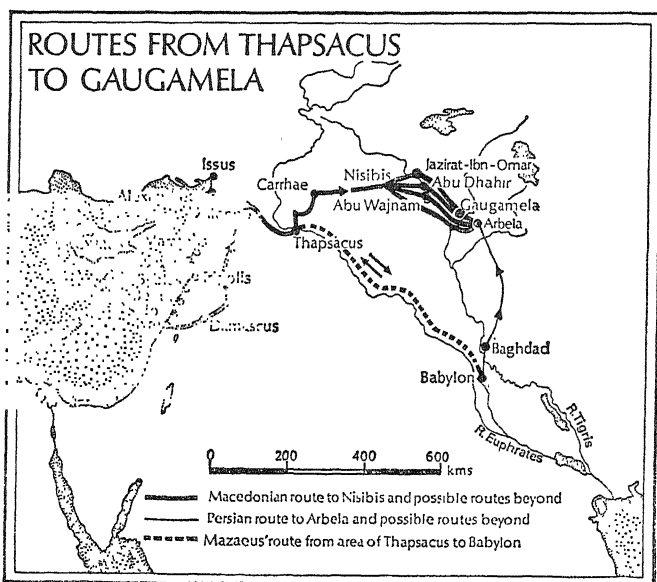 ROUTES FROM THAPSACUS
TO GAUGAMELA
Issus
Nisibis
Jazirat-Ibn-Omar
Carrhae
Abu Dhahir
Abu Wajnam
Gaugamela
Arbela
Thapsacus
Damascus
Baghdad
Babylon
R. Tigris
R. Euphrates
0 200 400 600
kms
Macedonian route to Nisibis and possible routes beyond
Persian route to Arbela and possible routes beyond
Mazaeus' route from area of Thapsacus to Babylon